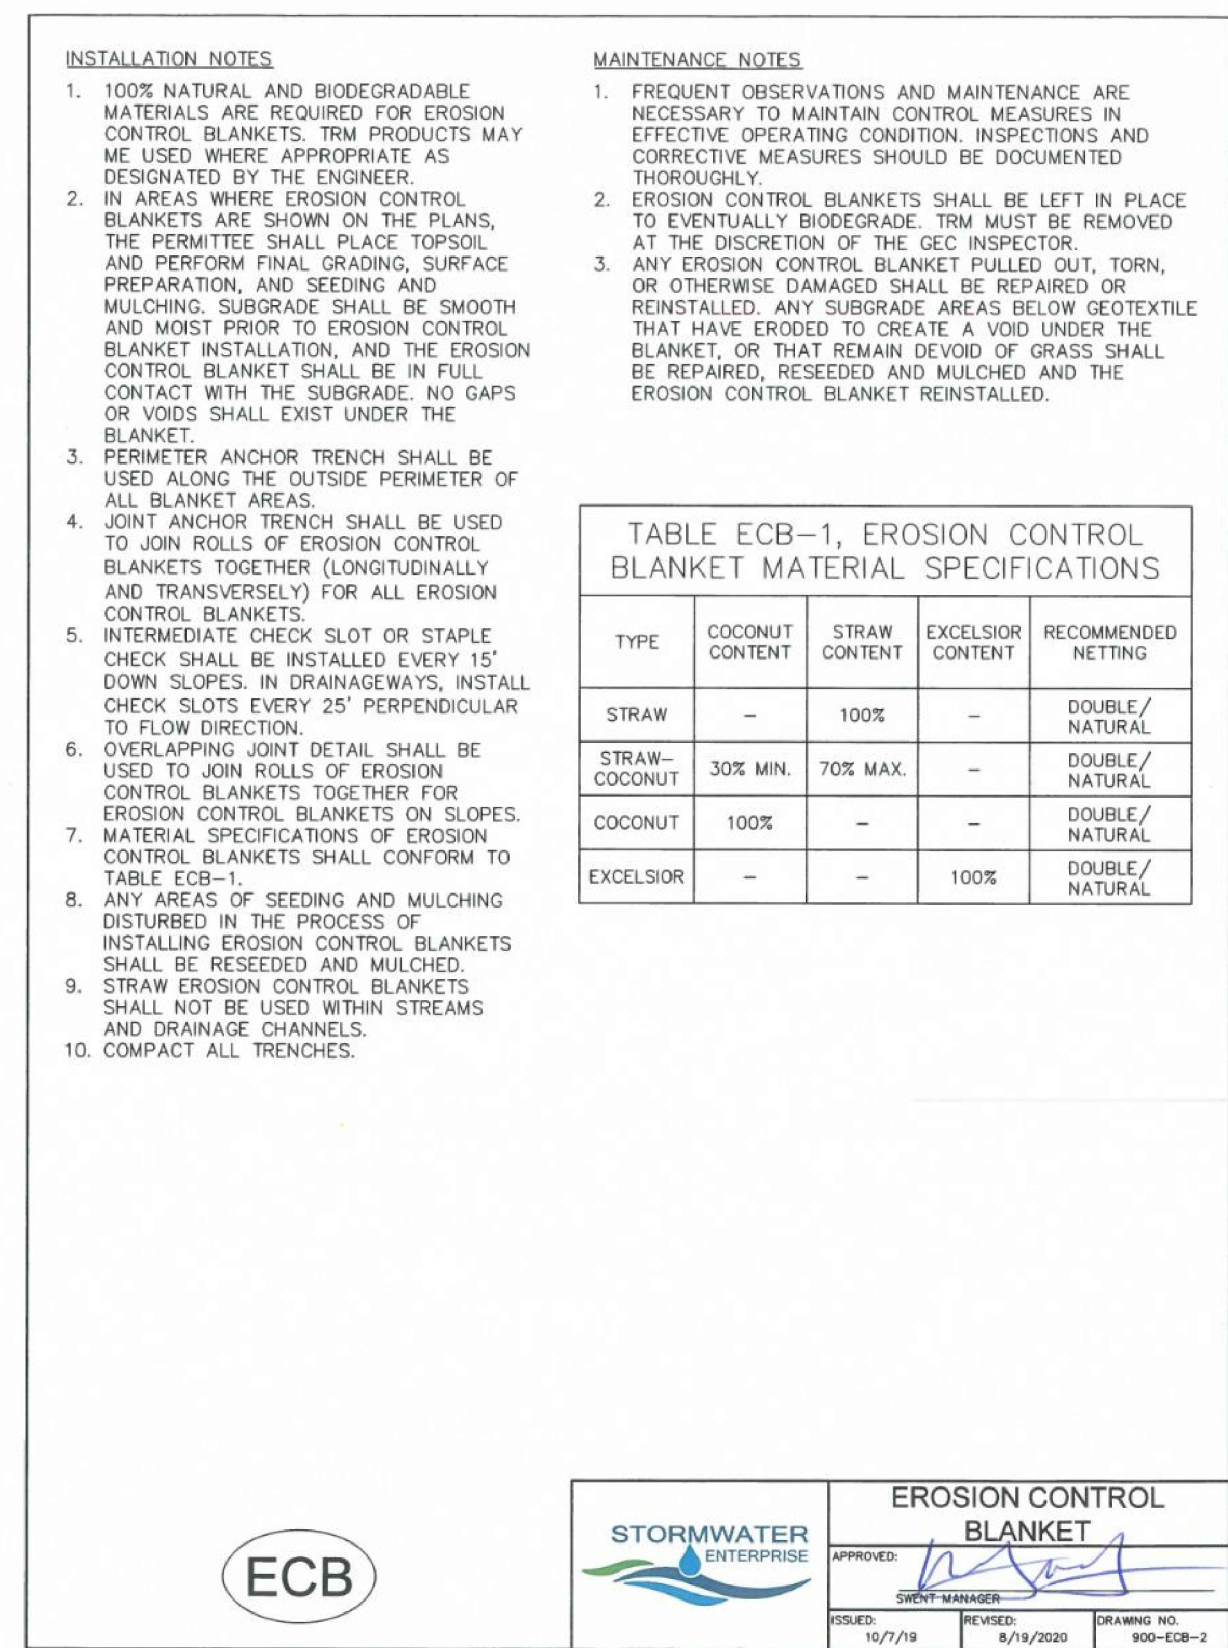 INSTALLATION NOTES
1. 100% NATURAL AND BIODEGRADABLE
MATERIALS ARE REQUIRED FOR EROSION
CONTROL BLANKETS. TRM PRODUCTS MAY
ME USED WHERE APPROPRIATE AS
DESIGNATED BY THE ENGINEER.
2. IN AREAS WHERE EROSION CONTROL
BLANKETS ARE SHOWN ON THE PLANS,
THE PERMITTEE SHALL PLACE TOPSOIL
AND PERFORM FINAL GRADING, SURFACE
PREPARATION, AND SEEDING AND
MULCHING. SUBGRADE SHALL BE SMOOTH
AND MOIST PRIOR TO EROSION CONTROL
BLANKET INSTALLATION, AND THE EROSION
CONTROL BLANKET SHALL BE IN FULL
CONTACT WITH THE SUBGRADE. NO GAPS
OR VOIDS SHALL EXIST UNDER THE
BLANKET.
3. PERIMETER ANCHOR TRENCH SHALL BE
USED ALONG THE OUTSIDE PERIMETER OF
ALL BLANKET AREAS.
4. JOINT ANCHOR TRENCH SHALL BE USED
TO JOIN ROLLS OF EROSION CONTROL
BLANKETS TOGETHER (LONGITUDINALLY
AND TRANSVERSELY) FOR ALL EROSION
CONTROL BLANKETS.
5. INTERMEDIATE CHECK SLOT OR STAPLE
CHECK SHALL BE INSTALLED EVERY 15'
DOWN SLOPES. IN DRAINAGEWAYS, INSTALL
CHECK SLOTS EVERY 25' PERPENDICULAR
TO FLOW DIRECTION.
6. OVERLAPPING JOINT DETAIL SHALL BE
USED TO JOIN ROLLS OF EROSION
CONTROL BLANKETS TOGETHER FOR
EROSION CONTROL BLANKETS ON SLOPES.
7. MATERIAL SPECIFICATIONS OF EROSION
CONTROL BLANKETS SHALL CONFORM TO
TABLE ECB-1.
8. ANY AREAS OF SEEDING AND MULCHING
DISTURBED IN THE PROCESS OF
INSTALLING EROSION CONTROL BLANKETS
SHALL BE RESEEDED AND MULCHED.
9. STRAW EROSION CONTROL BLANKETS
SHALL NOT BE USED WITHIN STREAMS
AND DRAINAGE CHANNELS.
10. COMPACT ALL TRENCHES.
MAINTENANCE NOTES
1. FREQUENT OBSERVATIONS AND MAINTENANCE ARE
NECESSARY TO MAINTAIN CONTROL MEASURES IN
EFFECTIVE OPERATING CONDITION. INSPECTIONS AND
CORRECTIVE MEASURES SHOULD BE DOCUMENTED
THOROUGHLY.
2. EROSION CONTROL BLANKETS SHALL BE LEFT IN PLACE
TO EVENTUALLY BIODEGRADE. TRM MUST BE REMOVED
AT THE DISCRETION OF THE GEC INSPECTOR.
3. ANY EROSION CONTROL BLANKET PULLED OUT, TORN,
OR OTHERWISE DAMAGED SHALL BE REPAIRED OR
REINSTALLED. ANY SUBGRADE AREAS BELOW GEOTEXTILE
THAT HAVE ERODED TO CREATE A VOID UNDER THE
BLANKET, OR THAT REMAIN DEVOID OF GRASS SHALL
BE REPAIRED, RESEEDED AND MULCHED AND THE
EROSION CONTROL BLANKET REINSTALLED.
TABLE ECB-1, EROSION CONTROL
BLANKET MATERIAL SPECIFICATIONS
TYPE COCONUT CONTENT STRAW CONTENT EXCELSIOR CONTENT RECOMMENDED NETTING
STRAW - 100% - DOUBLE/ NATURAL
STRAW-COCONUT 30% MIN. 70% MAX. - DOUBLE/ NATURAL
COCONUT 100% - - DOUBLE/ NATURAL
EXCELSIOR - - 100% DOUBLE/ NATURAL
ECB
STORMWATER
ENTERPRISE
EROSION CONTROL
BLANKET
APPROVED:
SWENT MANAGER
ISSUED: REVISED: DRAWING NO.
10/7/19 8/19/2020 900-ECB-2